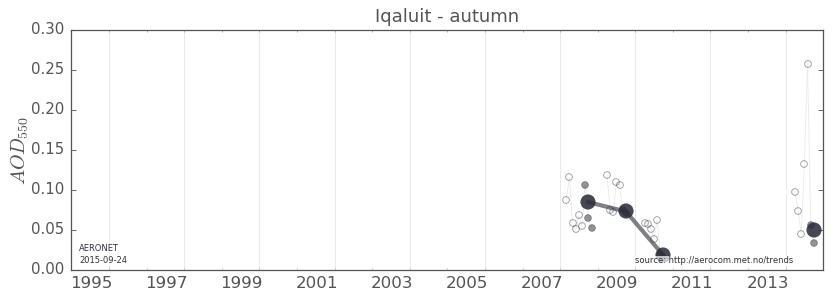 Iqaluit - autumn
0.30
0.25
0.20
0.15
0.10
0.05
0.00
AOD550
AERONET
2015-09-24
source: http://aerocom.met.no/trends
1995 1997 1999 2001 2003 2005 2007 2009 2011 2013